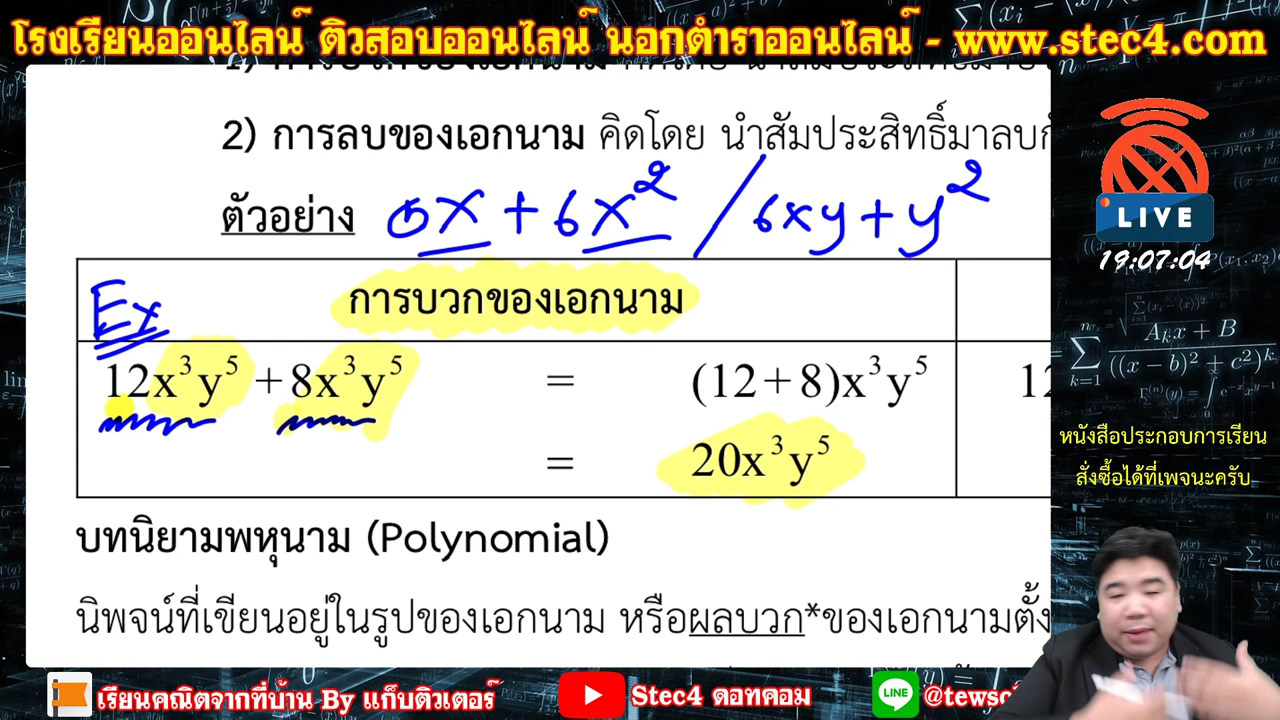 โรงเรียนออนไลน์ ติวสอบออนไลน์ นอกตำราออนไลน์ - www.stec4.com
2) การลบของเอกนาม คิดโดย นำสัมประสิทธิ์มาลบกั
ตัวอย่าง
x + 6x² / 6xy + y²
Ex
การบวกของเอกนาม
12x³y⁵ + 8x³y⁵ = (12+8)x³y⁵
= 20x³y⁵
12
บทนิยามพหุนาม (Polynomial)
นิพจน์ที่เขียนอยู่ในรูปของเอกนาม หรือผลบวก*ของเอกนามตั้ง
LIVE
19:07:04
หนังสือประกอบการเรียน
สั่งซื้อได้ที่เพจนะครับ
เรียนคณิตจากที่บ้าน By แก็บติวเตอร์
Stec4 ดอทคอม
LINE
@tewsc